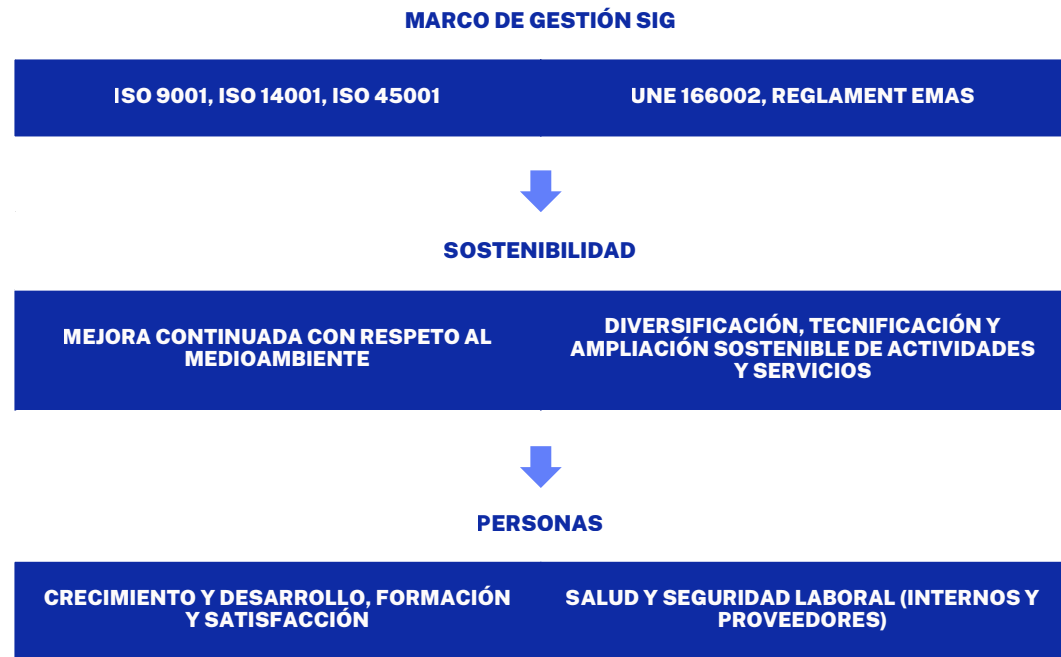 MARCO DE GESTIÓN SIG
ISO 9001, ISO 14001, ISO 45001
UNE 166002, REGLAMENT EMAS
SOSTENIBILIDAD
MEJORA CONTINUADA CON RESPETO AL
MEDIOAMBIENTE
DIVERSIFICACIÓN, TECNIFICACIÓN Y
AMPLIACIÓN SOSTENIBLE DE ACTIVIDADES
Y SERVICIOS
PERSONAS
CRECIMIENTO Y DESARROLLO, FORMACIÓN
Y SATISFACCIÓN
SALUD Y SEGURIDAD LABORAL (INTERNOS Y
PROVEEDORES)